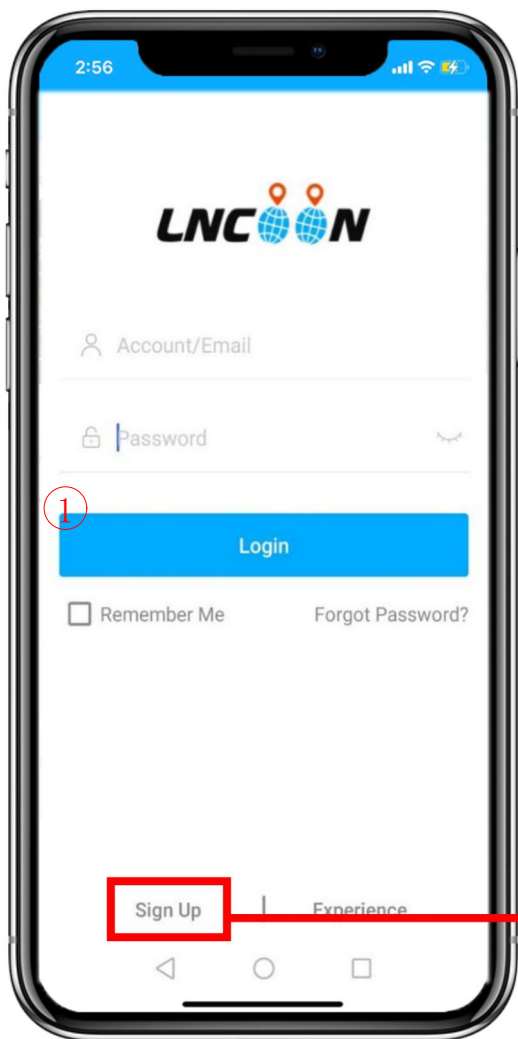 2:56
LNCOON
Account/Email
Password
①
Login
Remember Me Forgot Password?
Sign Up | Experience